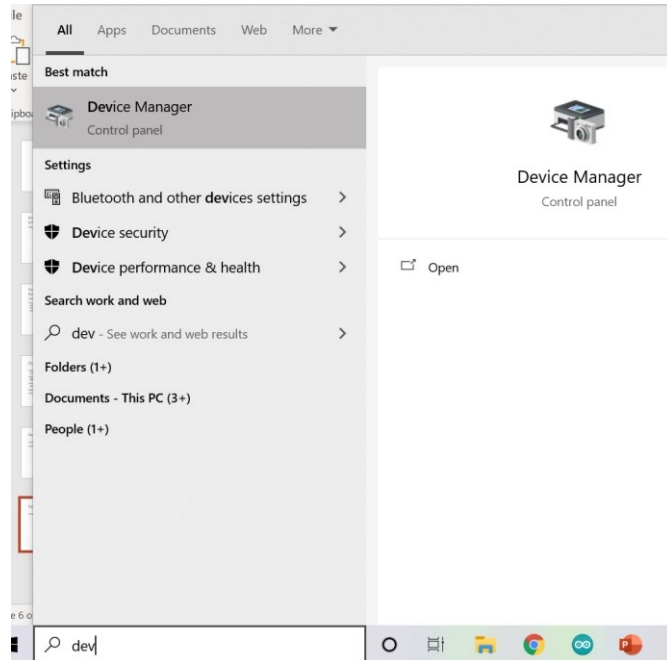 All Apps Documents Web More
Best match
Device Manager
Control panel
Settings
Bluetooth and other devices settings
Device security
Device performance & health
Search work and web
dev - See work and web results
Folders (1+)
Documents - This PC (3+)
People (1+)
Device Manager
Control panel
Open
dev